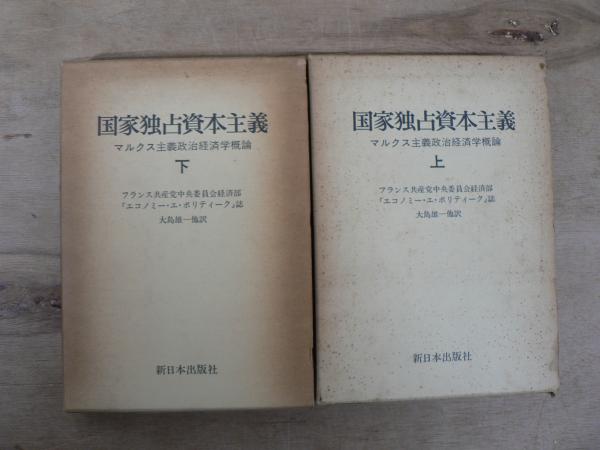 国家独占資本主義
マルクス主義政治経済学概論
下
フランス共産党中央委員会経済部
『エコノミー・エ・ポリティーク』誌
大島雄一他訳
新日本出版社
国家独占資本主義
マルクス主義政治経済学概論
上
フランス共産党中央委員会経済部
『エコノミー・エ・ポリティーク』誌
大島雄一他訳
新日本出版社